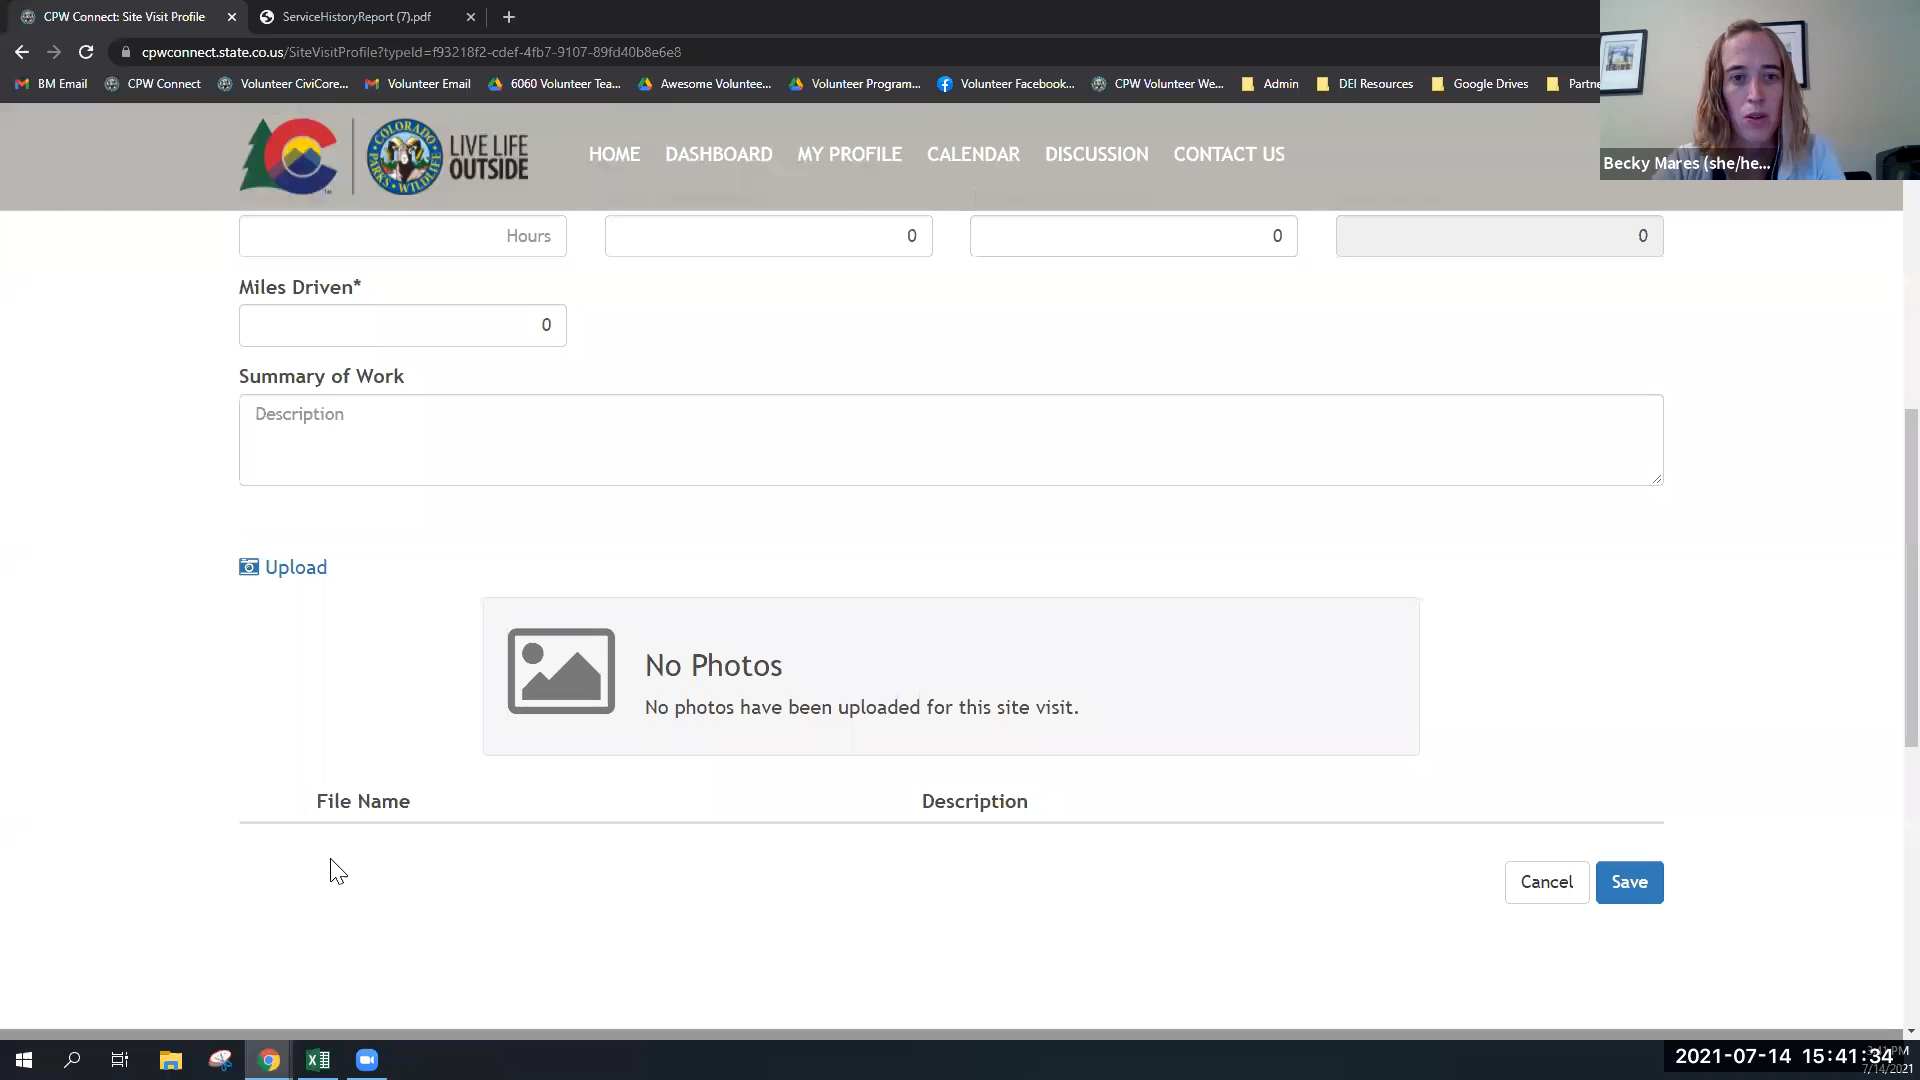 CPW Connect: Site Visit Profile
ServiceHistoryReport (7).pdf
cpwconnect.state.co.us/SiteVisitProfile?typeId=f93218f2-cdef-4fb7-9107-89fd40b8e6e8
BM Email CPW Connect Volunteer CiviCore... Volunteer Email 6060 Volunteer Tea... Awesome Voluntee... Volunteer Program... Volunteer Facebook... CPW Volunteer We... Admin DEI Resources Google Drives Partne
Becky Mares (she/he...
COLORADO
PARKS WILDLIFE
LIVE LIFE
OUTSIDE
HOME DASHBOARD MY PROFILE CALENDAR DISCUSSION CONTACT US
Hours 0 0 0
Miles Driven*
0
Summary of Work
Description
Upload
No Photos
No photos have been uploaded for this site visit.
File Name Description
Cancel Save
2021-07-14 15:41:34
7/14/2021